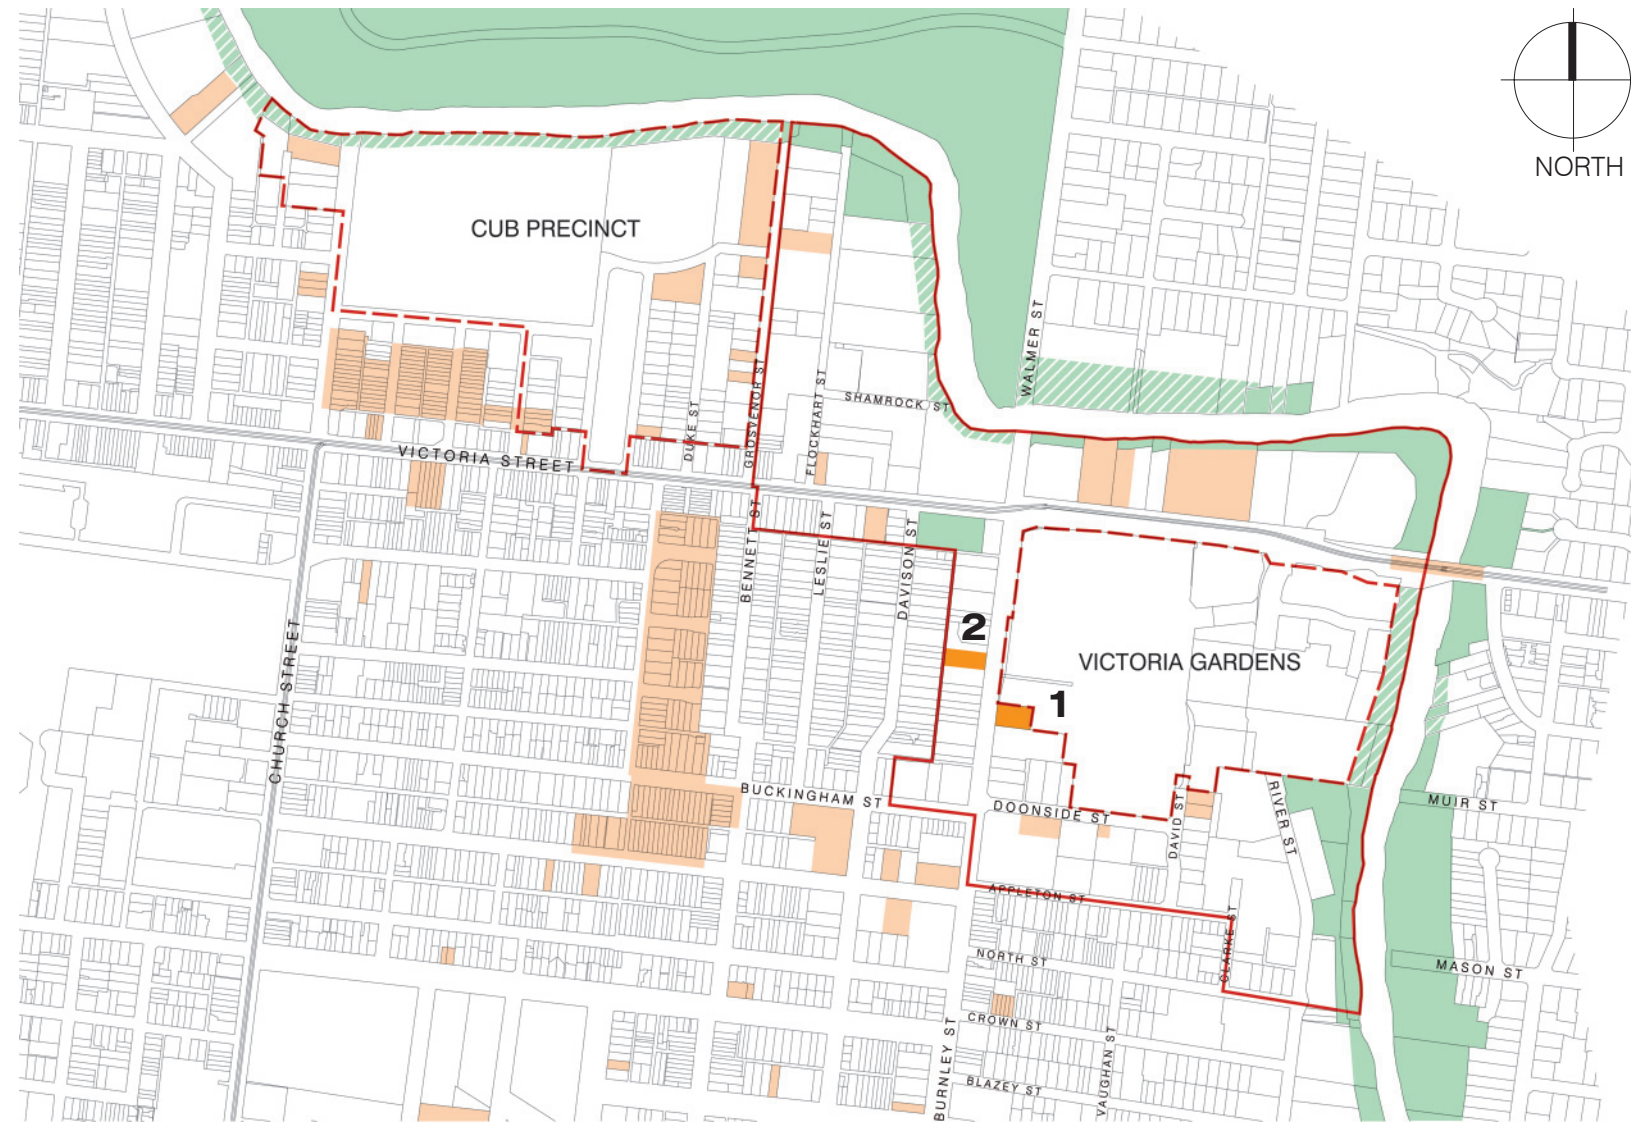 NORTH
CUB PRECINCT
WALMER ST
SHAMROCK ST
GROSVENOR ST
FLOCKHART ST
DUKE ST
VICTORIA STREET
BENNET ST
LESLIE ST
DAVISON ST
2
VICTORIA GARDENS
1
CHURCH STREET
BUCKINGHAM ST
DOONSIDE ST
DAVID ST
RIVER ST
MUIR ST
APPLETON ST
CLARKE ST
NORTH ST
MASON ST
CROWN ST
BURNLEY ST
VAUGHAN ST
BLAZEY ST